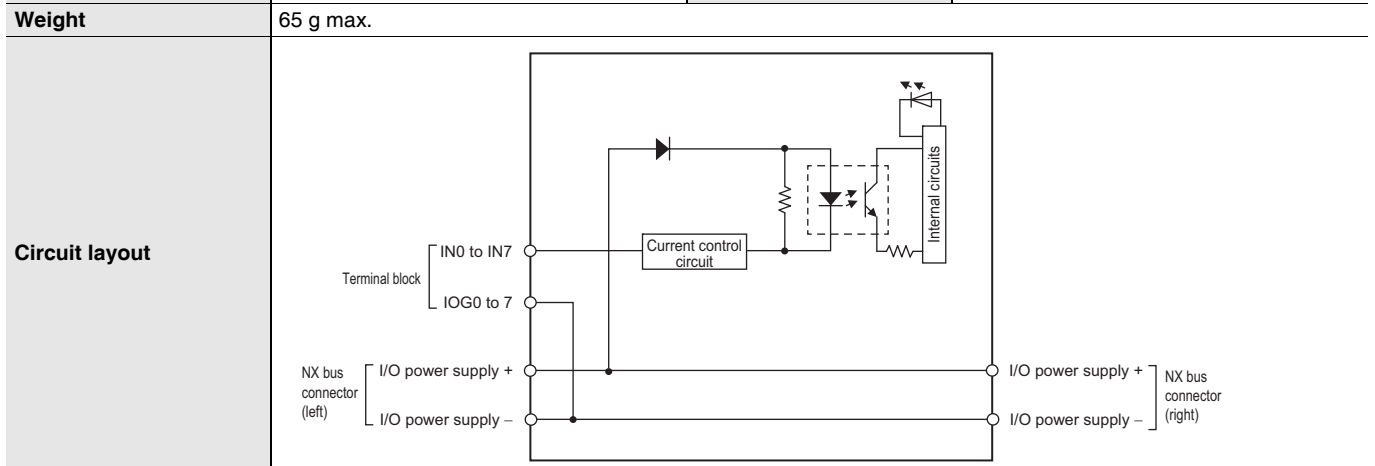 Weight
65 g max.
Circuit layout
Terminal block
IN0 to IN7
IOG0 to 7
Current control
circuit
Internal circuits
NX bus
connector
(left)
I/O power supply +
I/O power supply −
I/O power supply +
I/O power supply −
NX bus
connector
(right)